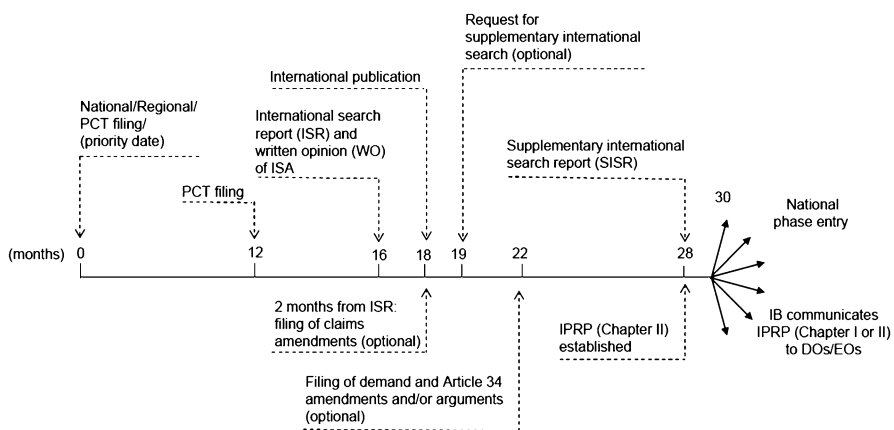 Request for
supplementary international
search (optional)
International publication
National/Regional/
PCT filing/
(priority date)
International search
report (ISR) and
written opinion (WO)
of ISA
Supplementary international
search report (SISR)
PCT filing
30
National
phase entry
(months) 0 12 16 18 19 22 28
2 months from ISR:
filing of claims
amendments (optional)
IPRP (Chapter II)
established
IB communicates
IPRP (Chapter I or II)
to DOs/EOs
Filing of demand and Article 34
amendments and/or arguments
(optional)